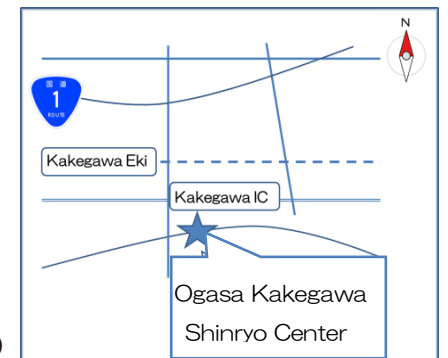 N
国道
1
ROUTE
Kakegawa Eki
Kakegawa IC
Ogasa Kakegawa
Shinryo Center
)